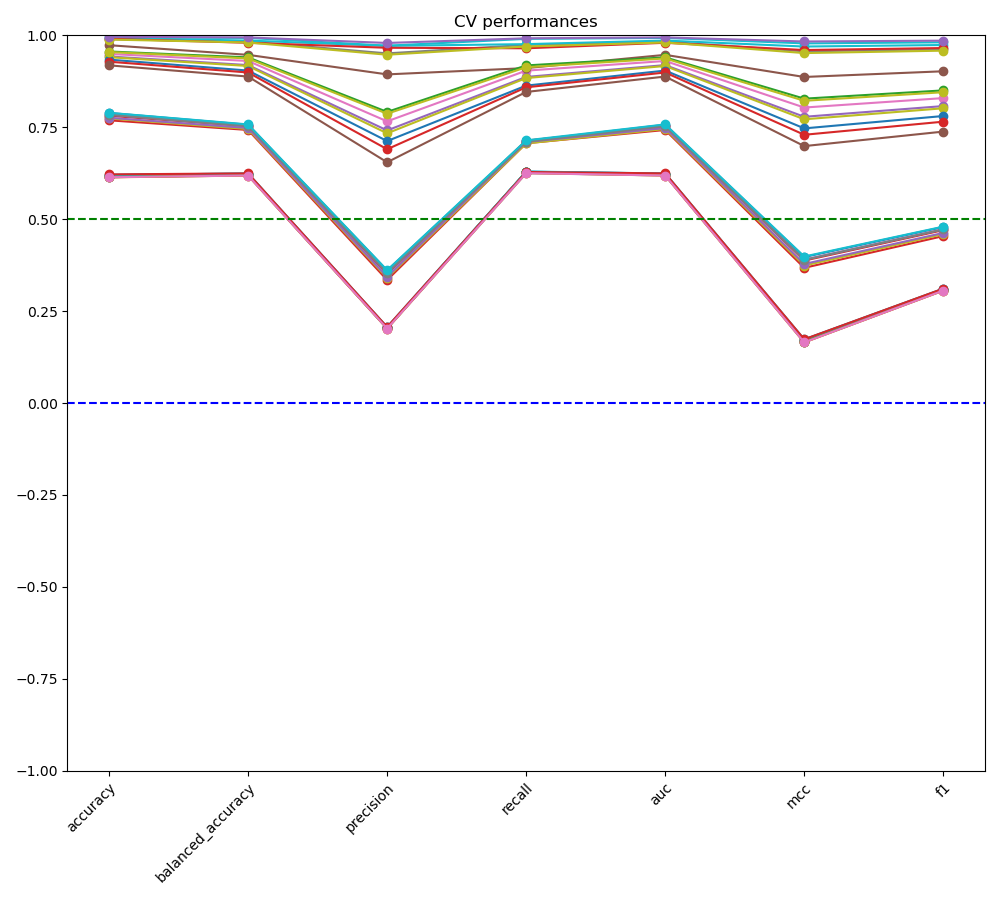 CV performances
1.00
0.75
0.50
0.25
0.00
−0.25
−0.50
−0.75
−1.00
accuracy
balanced_accuracy
precision
recall
auc
mcc
f1